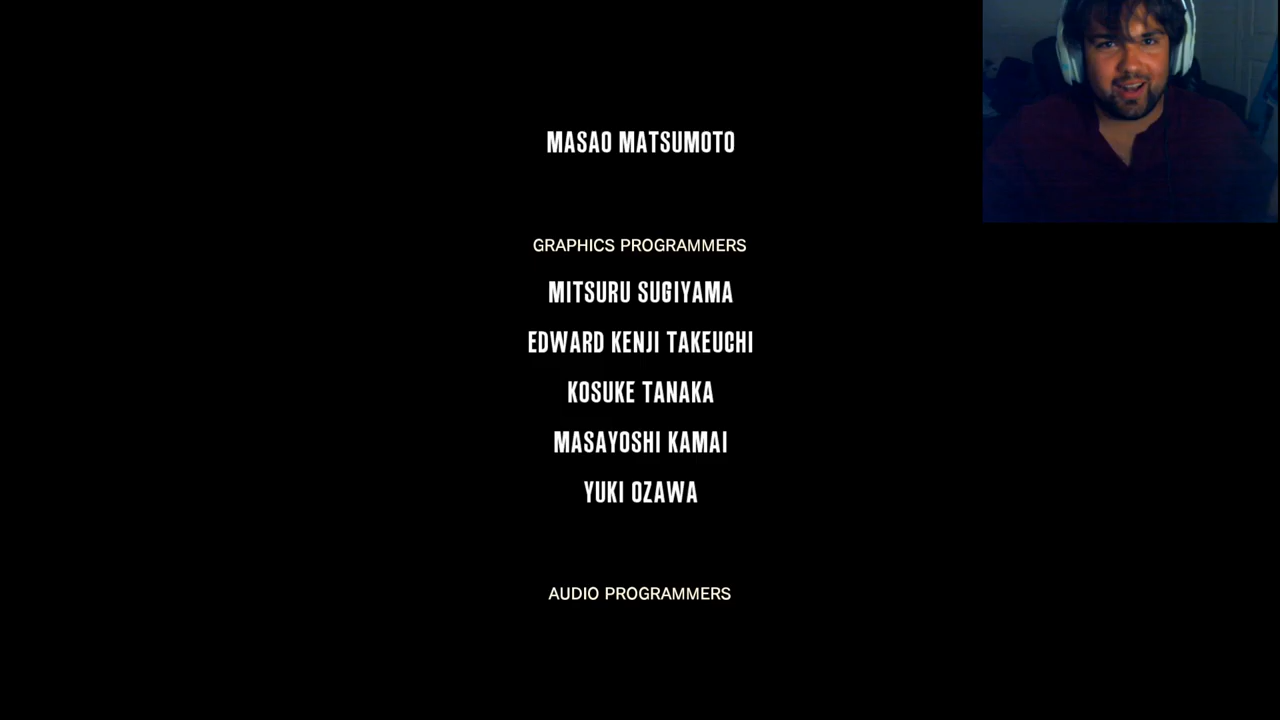 MASAO MATSUMOTO
GRAPHICS PROGRAMMERS
MITSURU SUGIYAMA
EDWARD KENJI TAKEUCHI
KOSUKE TANAKA
MASAYOSHI KAMAI
YUKI OZAWA
AUDIO PROGRAMMERS